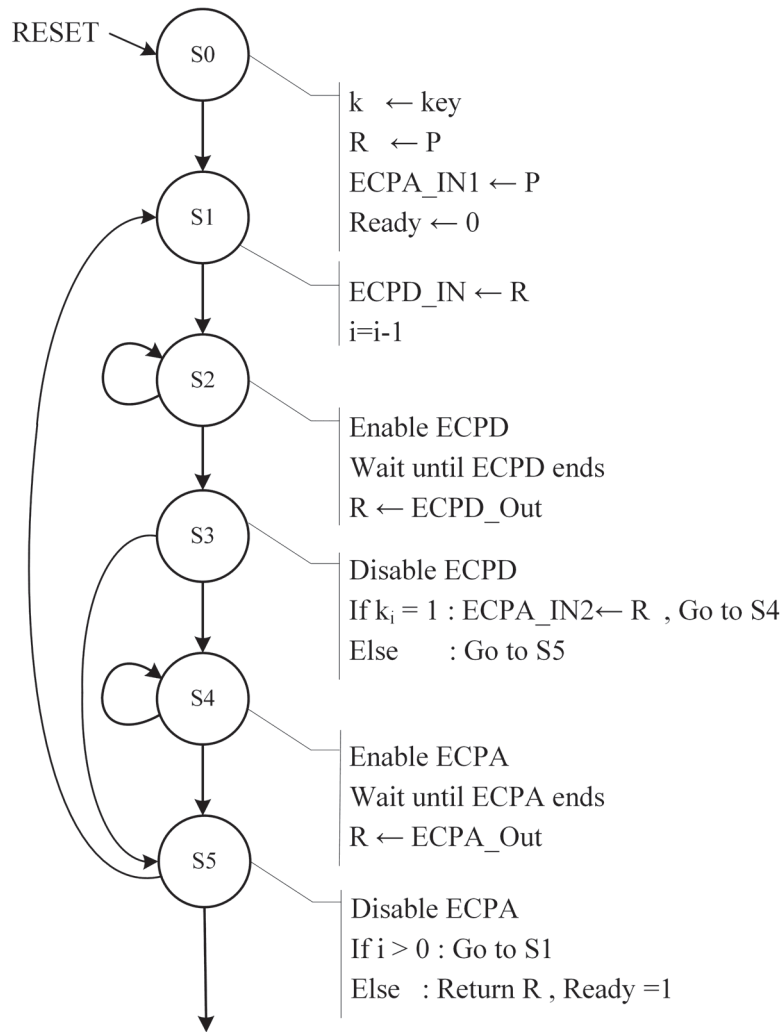 RESET
S0
k ← key
R ← P
ECPA_IN1 ← P
Ready ← 0
S1
ECPD_IN ← R
i=i-1
S2
Enable ECPD
Wait until ECPD ends
R ← ECPD_Out
S3
Disable ECPD
If kᵢ = 1 : ECPA_IN2← R , Go to S4
Else : Go to S5
S4
Enable ECPA
Wait until ECPA ends
R ← ECPA_Out
S5
Disable ECPA
If i > 0 : Go to S1
Else : Return R , Ready =1